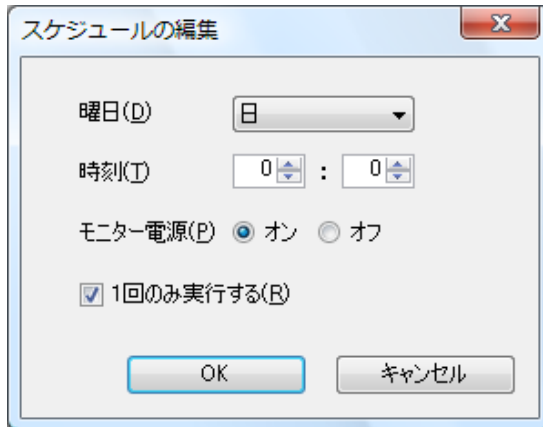 スケジュールの編集
曜日(D) 日
時刻(T) 0 : 0
モニター電源(P) オン オフ
1回のみ実行する(R)
OK キャンセル